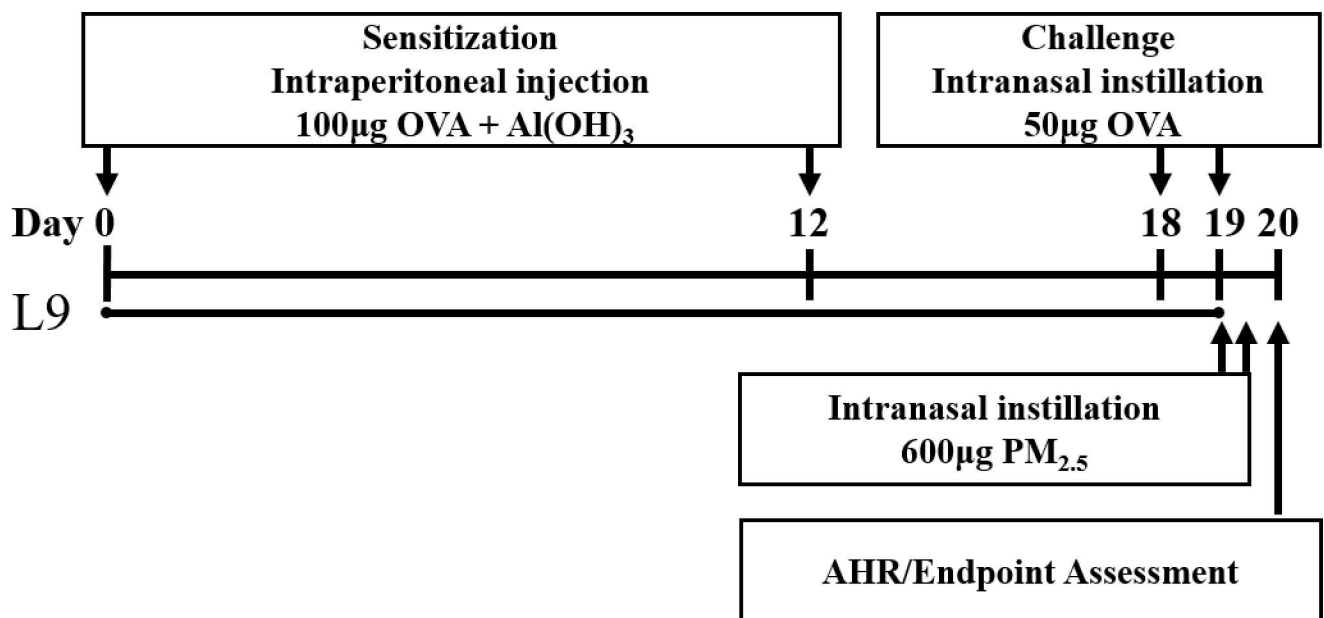 Sensitization
Intraperitoneal injection
100μg OVA + Al(OH)₃
Challenge
Intranasal instillation
50μg OVA
Day 0 12 18 19 20
L9
Intranasal instillation
600μg PM₂.₅
AHR/Endpoint Assessment